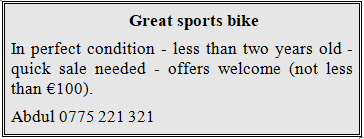 Great sports bike
In perfect condition - less than two years old -
quick sale needed - offers welcome (not less
than €100).
Abdul 0775 221 321